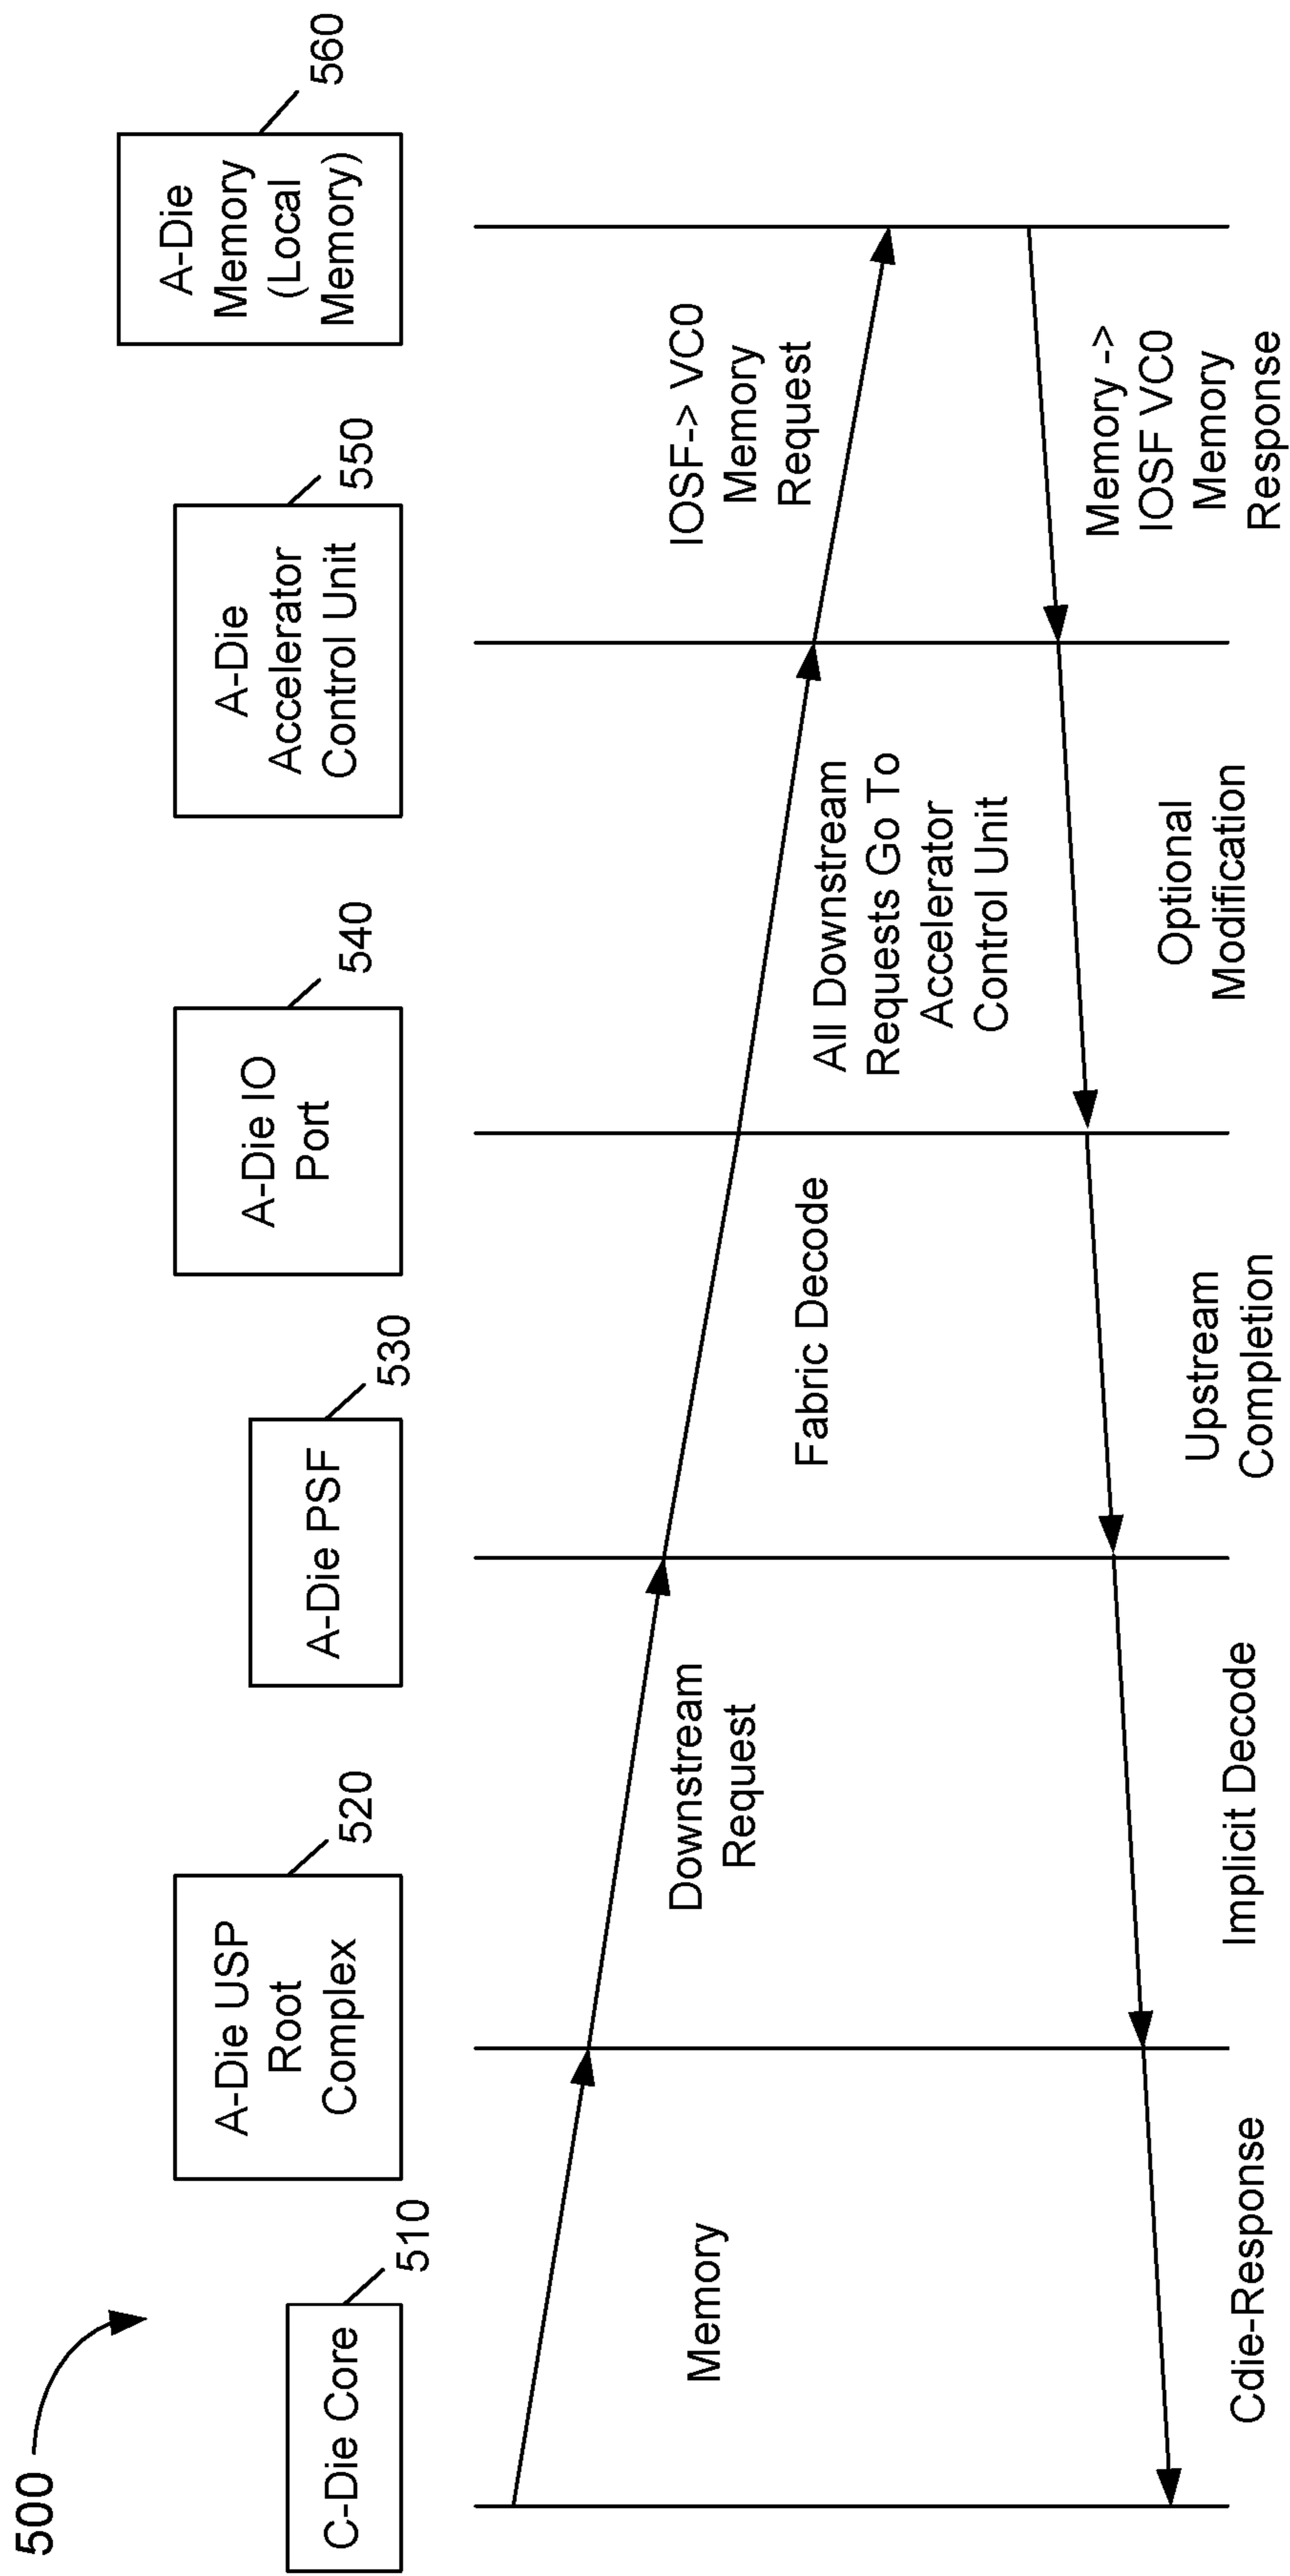 500
C-Die Core
510
A-Die USP
Root
Complex
520
A-Die PSF
530
A-Die IO
Port
540
A-Die
Accelerator
Control Unit
550
A-Die
Memory
(Local
Memory)
560
Memory
Downstream
Request
Fabric Decode
All Downstream
Requests Go To
Accelerator
Control Unit
IOSF-> VC0
Memory
Request
Cdie-Response
Implicit Decode
Upstream
Completion
Optional
Modification
Memory ->
IOSF VC0
Memory
Response